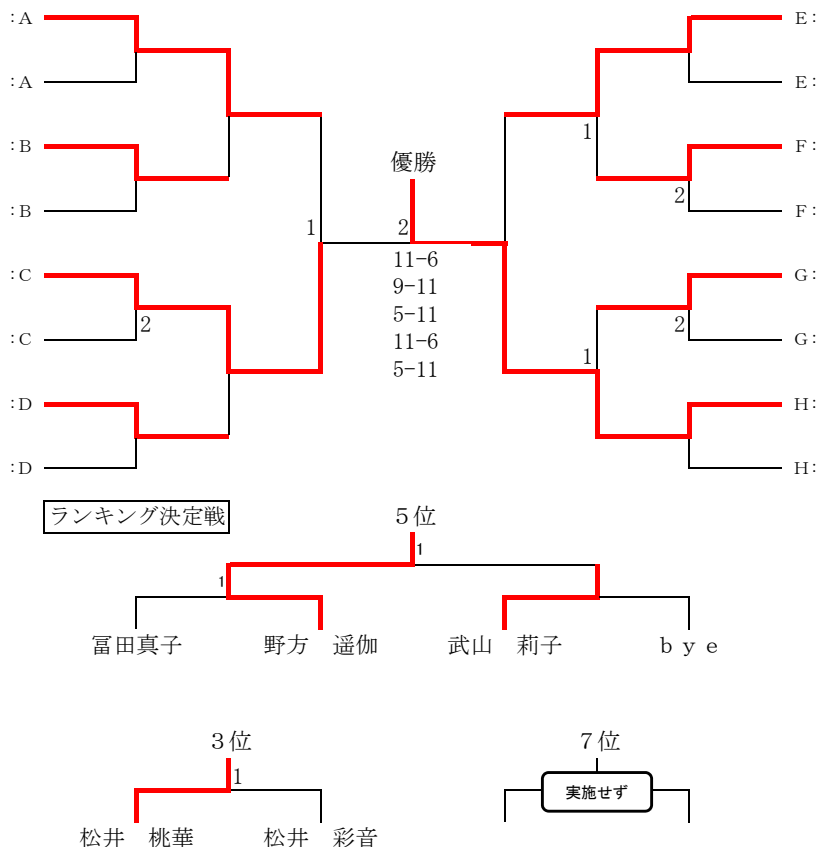 :A
E:
:A
E:
1
:B
優勝
F:
2
:B
1
2
F:
11-6
9-11
:C
5-11
G:
2
11-6
2
:C
1
G:
5-11
:D
H:
:D
H:
ランキング決定戦
５位
1
1
冨田真子
野方　遥伽
武山　莉子
ｂｙｅ
３位
７位
1
実施せず
松井　桃華
松井　彩音